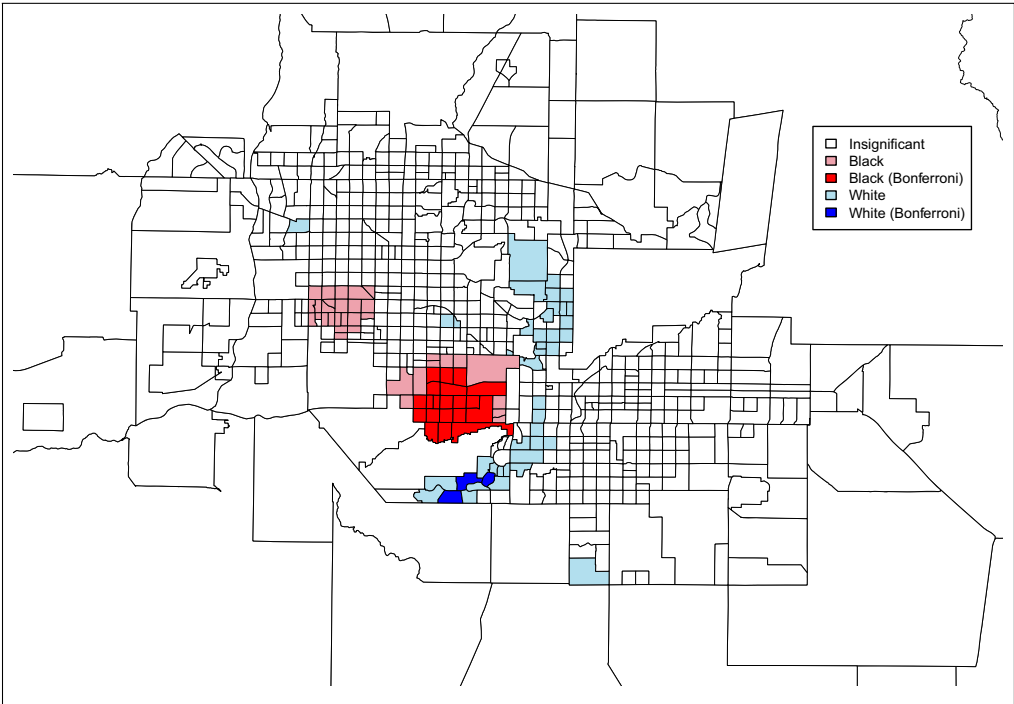 Insignificant
Black
Black (Bonferroni)
White
White (Bonferroni)